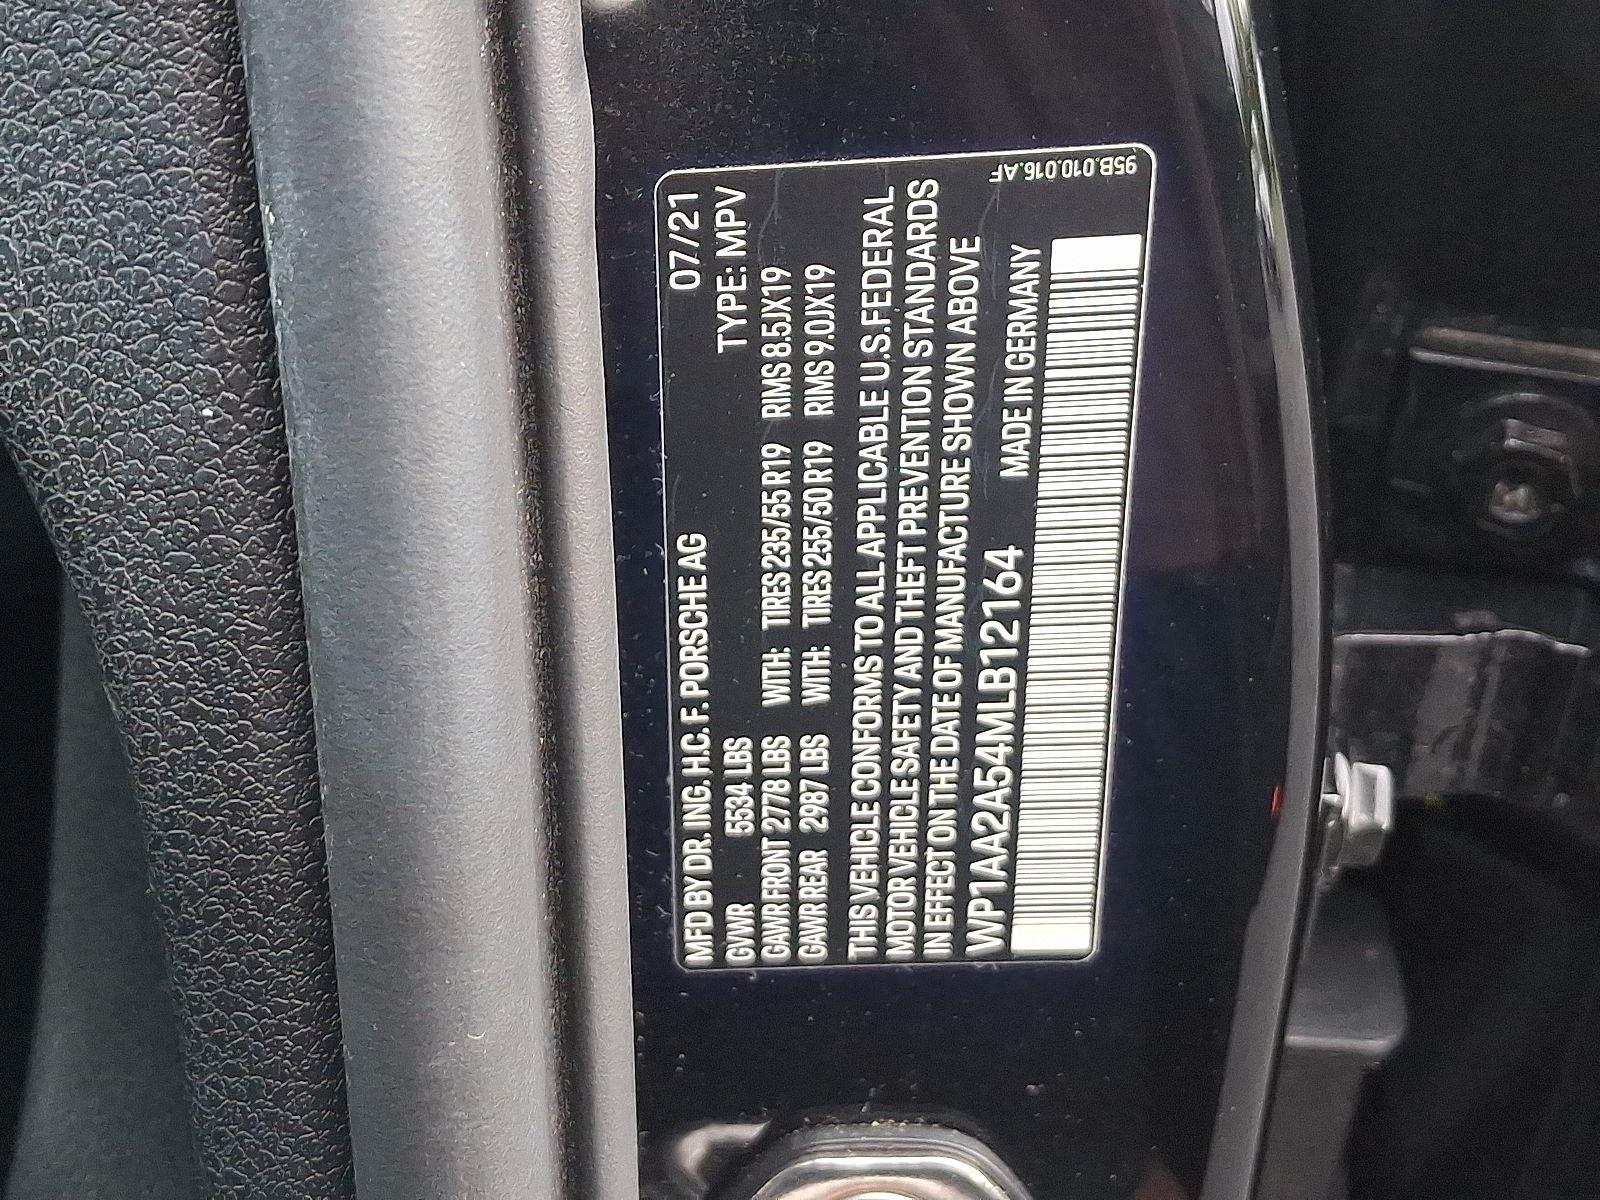 MFD BY DR. ING. H.C. F. PORSCHE AG 07/21
GVWR 5534 LBS TYPE: MPV
GAWR FRONT 2778 LBS WITH: TIRES 235/55 R19 RIMS 8.5JX19
GAWR REAR 2987 LBS WITH: TIRES 255/50 R19 RIMS 9.0JX19
THIS VEHICLE CONFORMS TO ALL APPLICABLE U.S. FEDERAL
MOTOR VEHICLE SAFETY AND THEFT PREVENTION STANDARDS
IN EFFECT ON THE DATE OF MANUFACTURE SHOWN ABOVE
WP1AA2A54MLB12164 MADE IN GERMANY
95B.010.016.AF